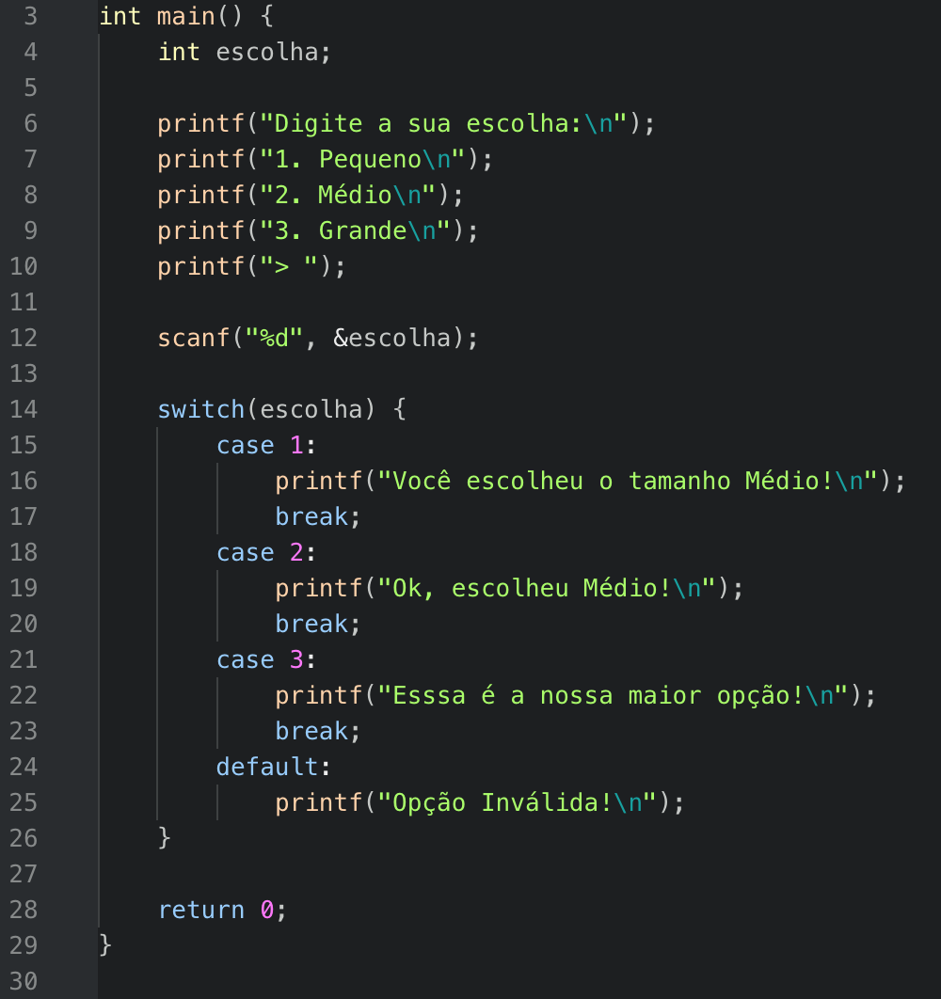 3 int main() {
4     int escolha;
5
6     printf("Digite a sua escolha:\n");
7     printf("1. Pequeno\n");
8     printf("2. Médio\n");
9     printf("3. Grande\n");
10     printf("> ");
11
12     scanf("%d", &escolha);
13
14     switch(escolha) {
15         case 1:
16             printf("Você escolheu o tamanho Médio!\n");
17             break;
18         case 2:
19             printf("Ok, escolheu Médio!\n");
20             break;
21         case 3:
22             printf("Esssa é a nossa maior opção!\n");
23             break;
24         default:
25             printf("Opção Inválida!\n");
26     }
27
28     return 0;
29 }
30